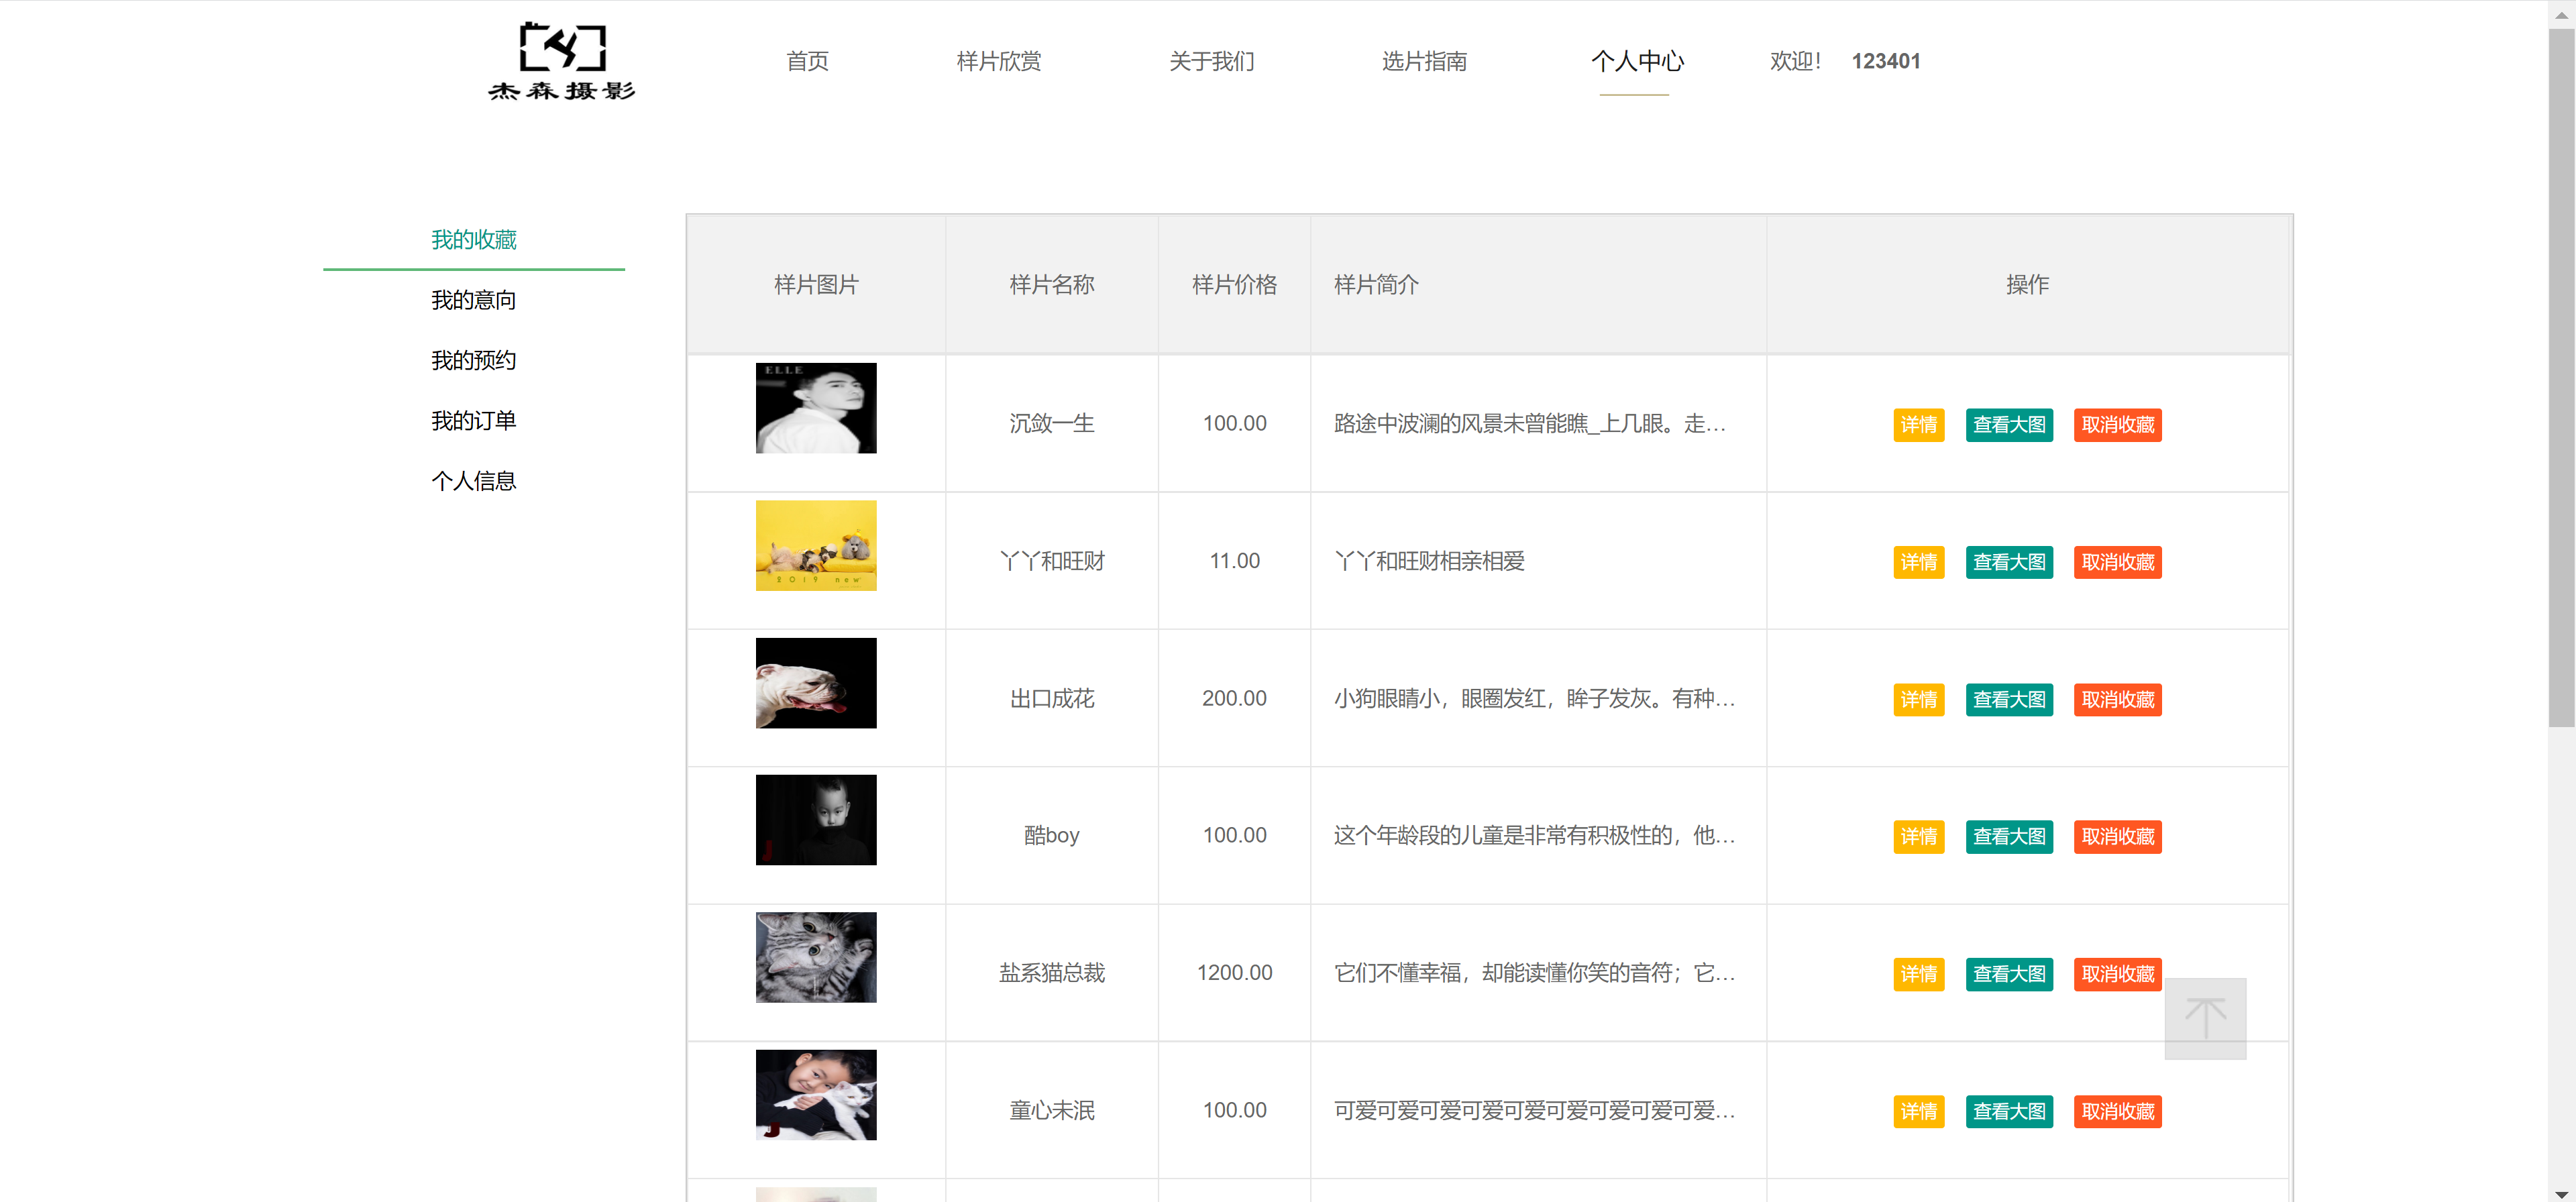 杰森摄影
首页 样片欣赏 关于我们 选片指南 个人中心 欢迎! 123401
我的收藏
我的意向
我的预约
我的订单
个人信息
样片图片 样片名称 样片价格 样片简介 操作
ELLE
沉敛一生 100.00 路途中波澜的风景未曾能瞧_上几眼。走... 详情 查看大图 取消收藏
2019 new
丫丫和旺财 11.00 丫丫和旺财相亲相爱 详情 查看大图 取消收藏
出口成花 200.00 小狗眼睛小，眼圈发红，眸子发灰。有种... 详情 查看大图 取消收藏
酷boy 100.00 这个年龄段的儿童是非常有积极性的，他... 详情 查看大图 取消收藏
盐系猫总裁 1200.00 它们不懂幸福，却能读懂你笑的音符；它... 详情 查看大图 取消收藏
童心未泯 100.00 可爱可爱可爱可爱可爱可爱可爱可爱可爱... 详情 查看大图 取消收藏